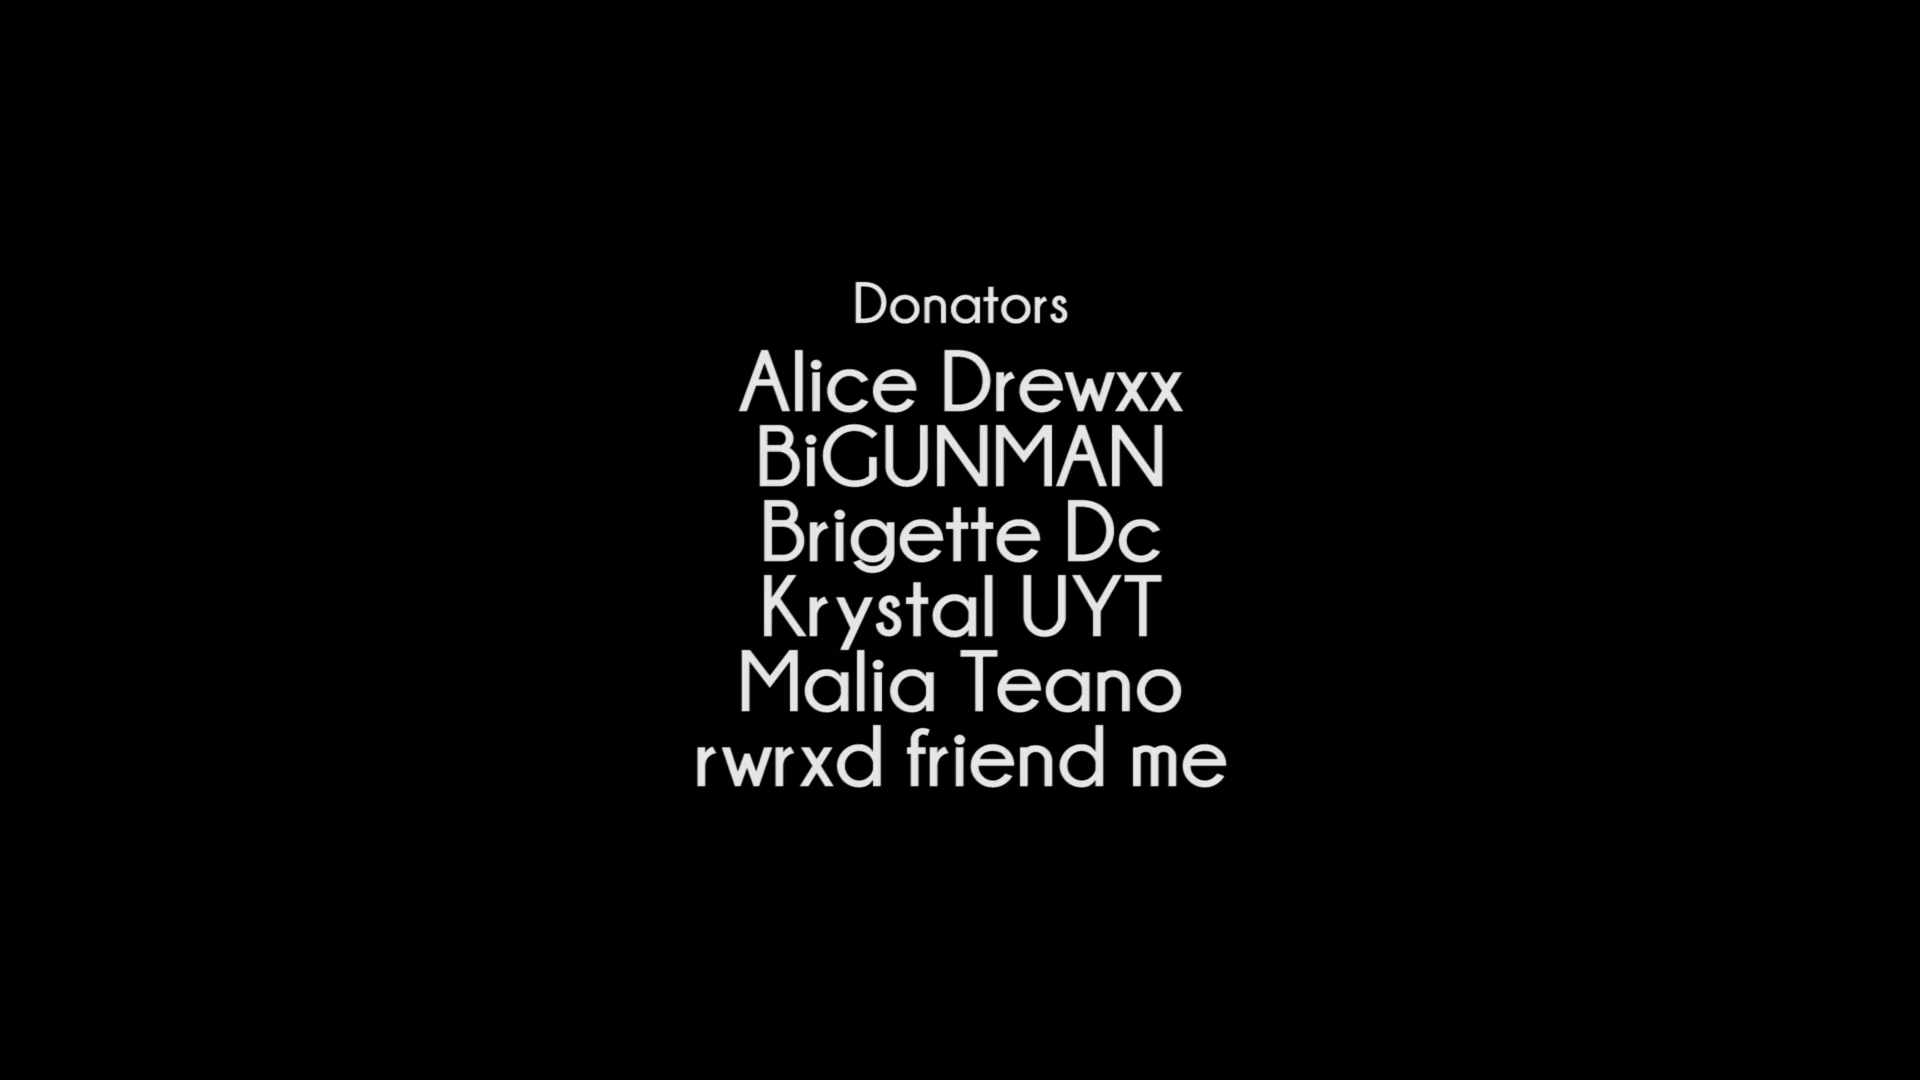 Donators
Alice Drewxx
BiGUNMAN
Brigette Dc
Krystal UYT
Malia Teano
rwrxd friend me